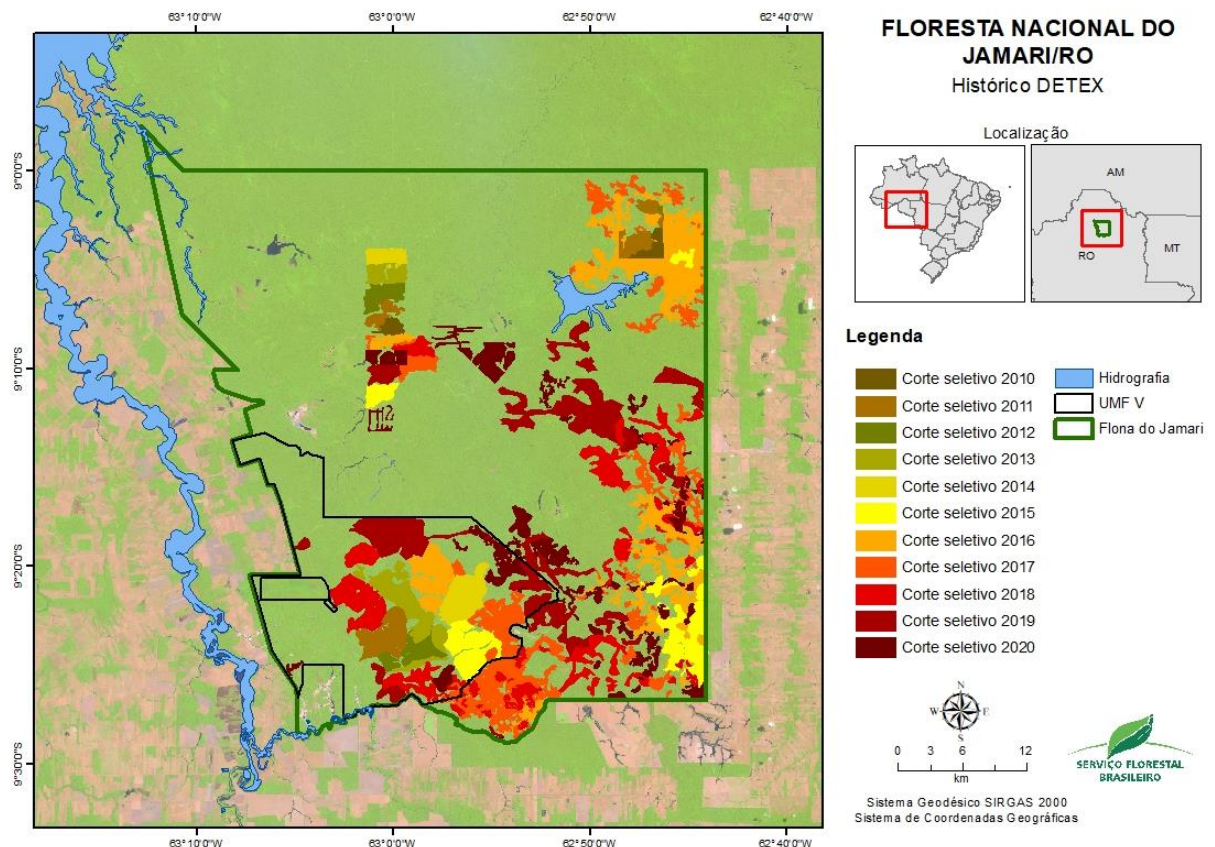 63°10'0"W
63°0'0"W
62°50'0"W
62°40'0"W
9°0'0"S
9°10'0"S
9°20'0"S
9°30'0"S
63°10'0"W
63°0'0"W
62°50'0"W
62°40'0"W
FLORESTA NACIONAL DO
JAMARI/RO
Histórico DETEX
Localização
AM
RO
MT
Legenda
Corte seletivo 2010
Corte seletivo 2011
Corte seletivo 2012
Corte seletivo 2013
Corte seletivo 2014
Corte seletivo 2015
Corte seletivo 2016
Corte seletivo 2017
Corte seletivo 2018
Corte seletivo 2019
Corte seletivo 2020
Hidrografia
UMF V
Flona do Jamari
N
W
E
S
0 3 6 12
km
SERVIÇO FLORESTAL
BRASILEIRO
Sistema Geodésico SIRGAS 2000
Sistema de Coordenadas Geográficas